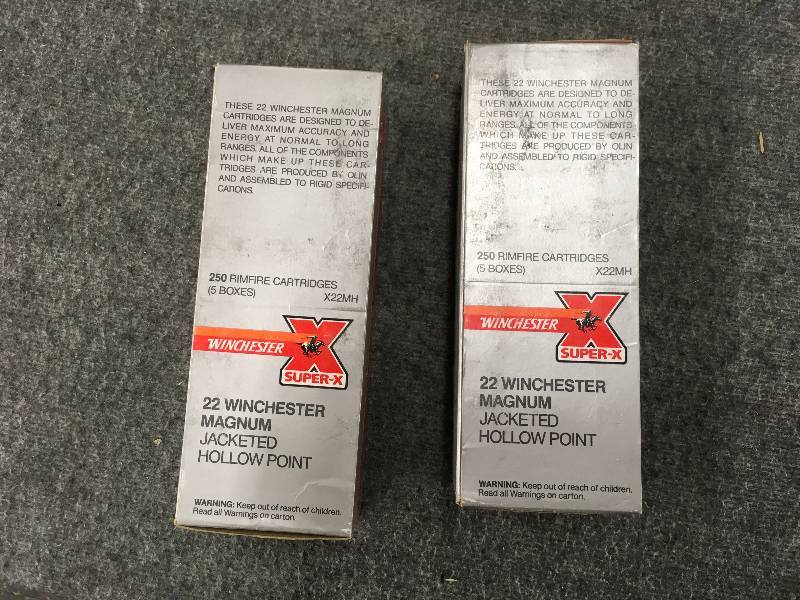 THESE 22 WINCHESTER MAGNUM
CARTRIDGES ARE DESIGNED TO DE-
LIVER MAXIMUM ACCURACY AND
ENERGY AT NORMAL TO LONG
RANGES. ALL OF THE COMPONENTS
WHICH MAKE UP THESE CAR-
TRIDGES ARE PRODUCED BY OLIN
AND ASSEMBLED TO RIGID SPECIFI-
CATIONS.
250 RIMFIRE CARTRIDGES
(5 BOXES) X22MH
WINCHESTER
X
SUPER-X
22 WINCHESTER
MAGNUM
JACKETED
HOLLOW POINT
WARNING: Keep out of reach of children.
Read all Warnings on carton.
THESE 22 WINCHESTER MAGNUM
CARTRIDGES ARE DESIGNED TO DE-
LIVER MAXIMUM ACCURACY AND
ENERGY AT NORMAL TO LONG
RANGES. ALL OF THE COMPONENTS
WHICH MAKE UP THESE CAR-
TRIDGES ARE PRODUCED BY OLIN
AND ASSEMBLED TO RIGID SPECIFI-
CATIONS.
250 RIMFIRE CARTRIDGES
(5 BOXES) X22MH
WINCHESTER
X
SUPER-X
22 WINCHESTER
MAGNUM
JACKETED
HOLLOW POINT
WARNING: Keep out of reach of children.
Read all Warnings on carton.